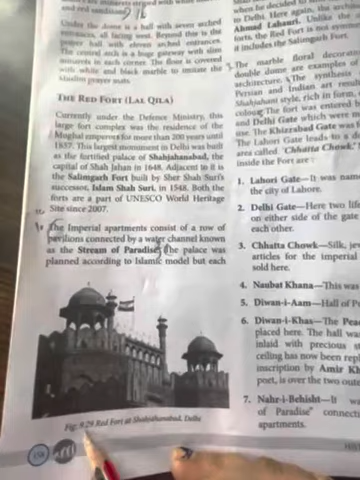 and red sandstone
Under the dome is a hall with seven arched
entrances, all facing west. Beyond this is the
prayer hall with eleven arched entrances.
The central arch is a huge gateway with slim
minarets in each corner. The floor is covered
with white and black marble to imitate the
Muslim prayer mats.
THE RED FORT (LAL QILA)
Currently under the Defence Ministry, this
large fort complex was the residence of the
Mughal emperors for more than 200 years until
1857. This largest monument in Delhi was built
as the fortified palace of Shahjahanabad, the
capital of Shah Jahan in 1648. Adjacent to it is
the Salimgarh Fort built by Sher Shah Suri's
successor, Islam Shah Suri, in 1548. Both the
forts are a part of UNESCO World Heritage
Site since 2007.
The Imperial apartments consist of a row of
pavilions connected by a water channel known
as the Stream of Paradise. The palace was
planned according to Islamic model but each
Fig. 9.29 Red Fort at Shahjahanabad, Delhi
when he decided to
to Delhi. Here again, the
Ahmad Lahauri. Unlike the
forts, the Red Fort is not
it includes the Salimgarh Fort.
The marble floral
double dome are examples of
architecture. The synthesis
Persian and Indian art
Shahjahani style, rich in form,
colour. The fort was entered
and Delhi Gate which were
use. The Khizrabad Gate was
The Lahori Gate leads to a
area called 'Chhatta Chowk.'
inside the Fort are:
1. Lahori Gate—It was
the city of Lahore.
2. Delhi Gate—Here two
on either side of the gate
each other.
3. Chhatta Chowk—Silk,
articles for the imperial
sold here.
4. Naubat Khana—This was
5. Diwan-i-Aam—Hall of
6. Diwan-i-Khas—The
placed here. The hall was
inlaid with precious
ceiling has now been
inscription by Amir
port, is over the two
7. Nahr-i-Behisht—It
of Paradise"
apartments.